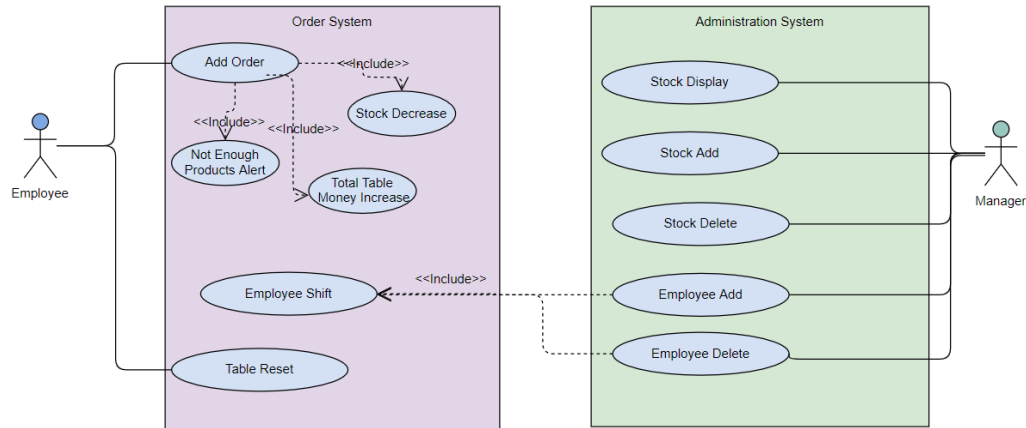 Order System
Administration System
Add Order
<<Include>>
Stock Display
Stock Decrease
<<Include>>
<<Include>>
Not Enough
Products Alert
Stock Add
Employee
Total Table
Money Increase
Manager
Stock Delete
<<Include>>
Employee Shift
Employee Add
Employee Delete
Table Reset